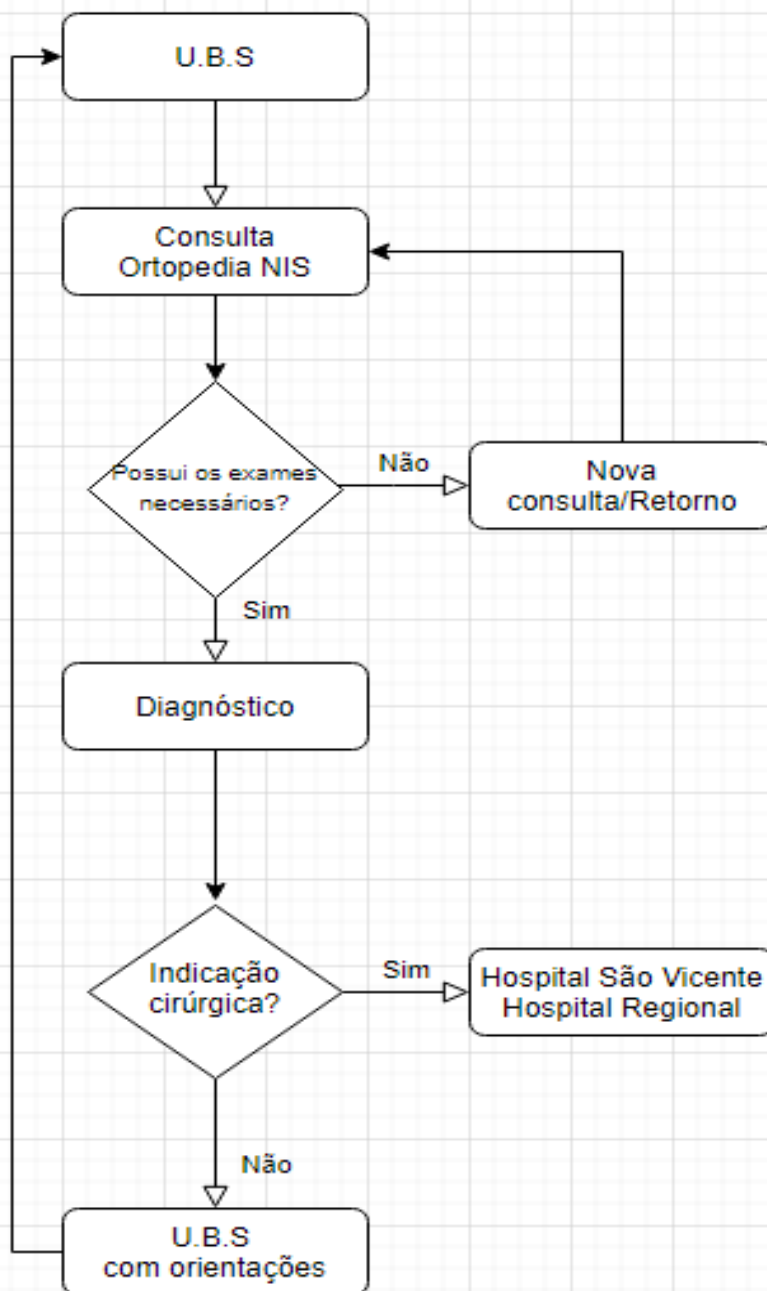 U.B.S
Consulta
Ortopedia NIS
Possui os exames
necessários?
Não
Nova
consulta/Retorno
Sim
Diagnóstico
Indicação
cirúrgica?
Sim
Hospital São Vicente
Hospital Regional
Não
U.B.S
com orientações